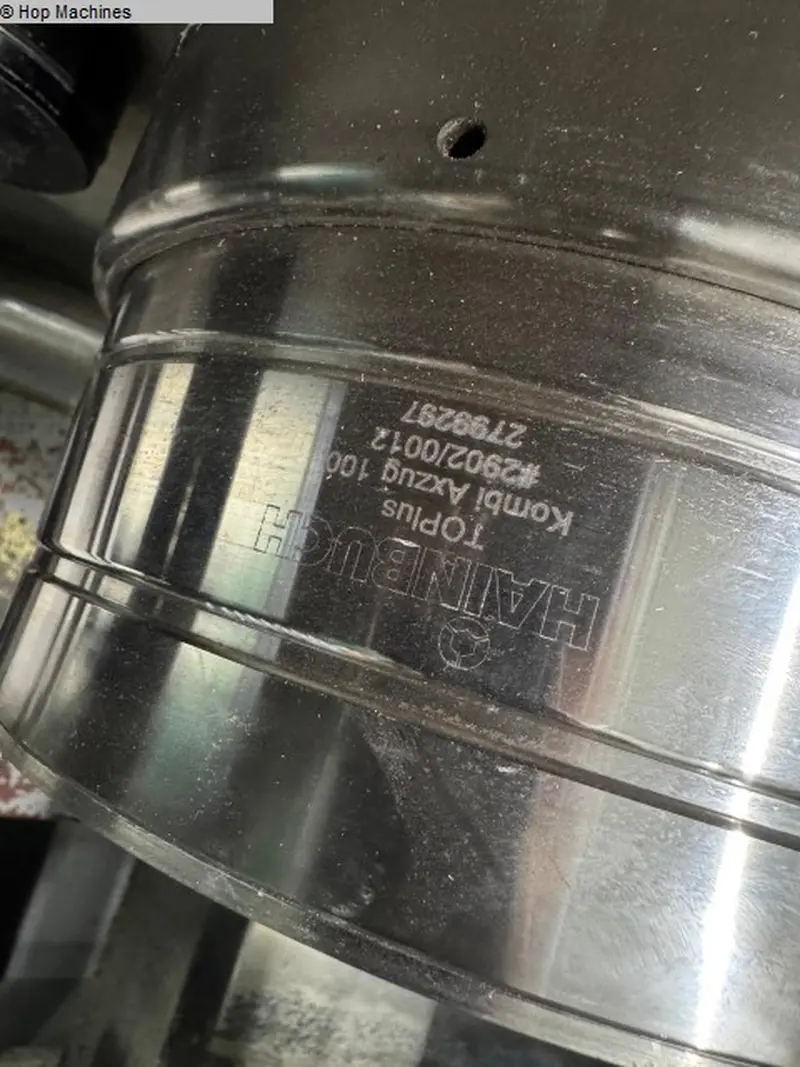 ® Hop Machines
HAINBUCH
TOPlus
Kombi Axzug 100
#2902/0012
2799297